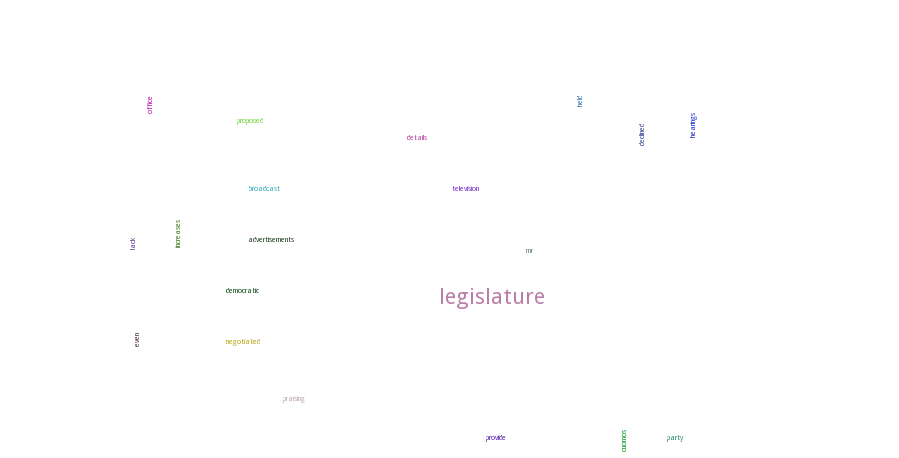 office
held
proposed
declined
hearings
details
broadcast
television
increases
lack
advertisements
mr
democratic
legislature
even
negotiated
praising
provide
cuomos
party